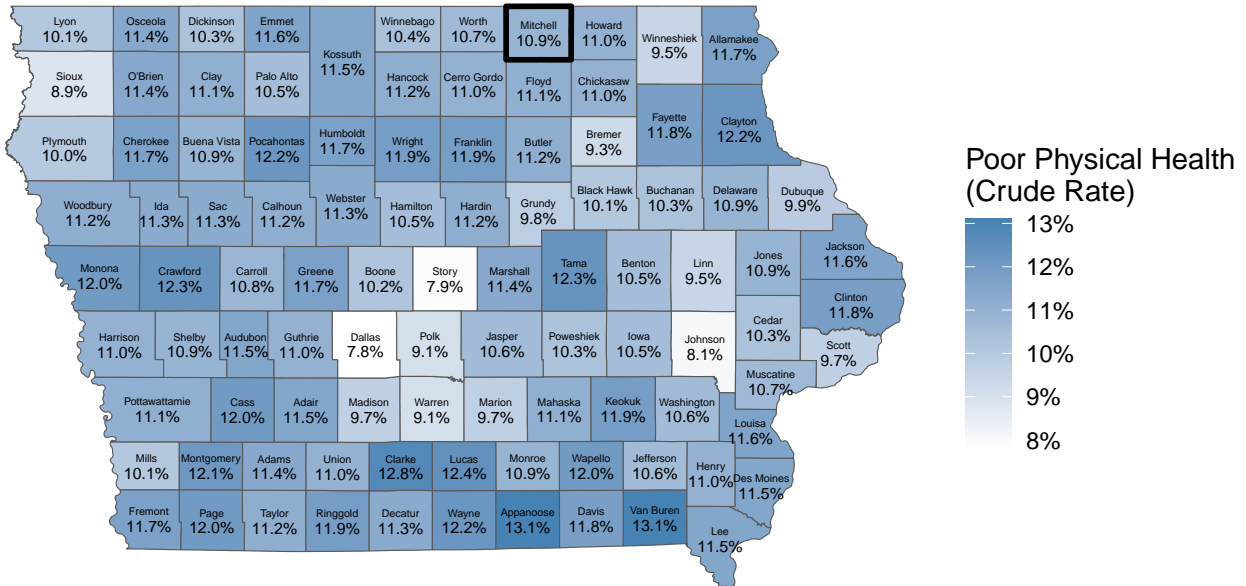 Lyon
10.1%
Osceola
11.4%
Dickinson
10.3%
Emmet
11.6%
Kossuth
11.5%
Winnebago
10.4%
Worth
10.7%
Mitchell
10.9%
Howard
11.0%
Winneshiek
9.5%
Allamakee
11.7%
Sioux
8.9%
O'Brien
11.4%
Clay
11.1%
Palo Alto
10.5%
Hancock
11.2%
Cerro Gordo
11.0%
Floyd
11.1%
Chickasaw
11.0%
Fayette
11.8%
Clayton
12.2%
Plymouth
10.0%
Cherokee
11.7%
Buena Vista
10.9%
Pocahontas
12.2%
Humboldt
11.7%
Wright
11.9%
Franklin
11.9%
Butler
11.2%
Bremer
9.3%
Woodbury
11.2%
Ida
11.3%
Sac
11.3%
Calhoun
11.2%
Webster
11.3%
Hamilton
10.5%
Hardin
11.2%
Grundy
9.8%
Black Hawk
10.1%
Buchanan
10.3%
Delaware
10.9%
Dubuque
9.9%
Monona
12.0%
Crawford
12.3%
Carroll
10.8%
Greene
11.7%
Boone
10.2%
Story
7.9%
Marshall
11.4%
Tama
12.3%
Benton
10.5%
Linn
9.5%
Jones
10.9%
Jackson
11.6%
Clinton
11.8%
Harrison
11.0%
Shelby
10.9%
Audubon
11.5%
Guthrie
11.0%
Dallas
7.8%
Polk
9.1%
Jasper
10.6%
Poweshiek
10.3%
Iowa
10.5%
Johnson
8.1%
Cedar
10.3%
Scott
9.7%
Muscatine
10.7%
Pottawattamie
11.1%
Cass
12.0%
Adair
11.5%
Madison
9.7%
Warren
9.1%
Marion
9.7%
Mahaska
11.1%
Keokuk
11.9%
Washington
10.6%
Louisa
11.6%
Mills
10.1%
Montgomery
12.1%
Adams
11.4%
Union
11.0%
Clarke
12.8%
Lucas
12.4%
Monroe
10.9%
Wapello
12.0%
Jefferson
10.6%
Henry
11.0%
Des Moines
11.5%
Fremont
11.7%
Page
12.0%
Taylor
11.2%
Ringgold
11.9%
Decatur
11.3%
Wayne
12.2%
Appanoose
13.1%
Davis
11.8%
Van Buren
13.1%
Lee
11.5%
Poor Physical Health
(Crude Rate)
13%
12%
11%
10%
9%
8%